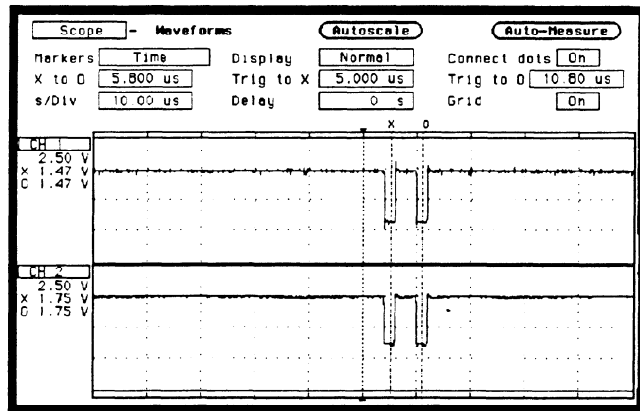 Scope - Waveforms Autoscale Auto-Measure
Markers Time Display Normal Connect dots On
X to O 5.800 us Trig to X 5.000 us Trig to O 10.80 us
s/Div 10.00 us Delay 0 s Grid On
X O
CH 1
2.50 V
X 1.47 V
O 1.47 V
CH 2
2.50 V
X 1.75 V
O 1.75 V